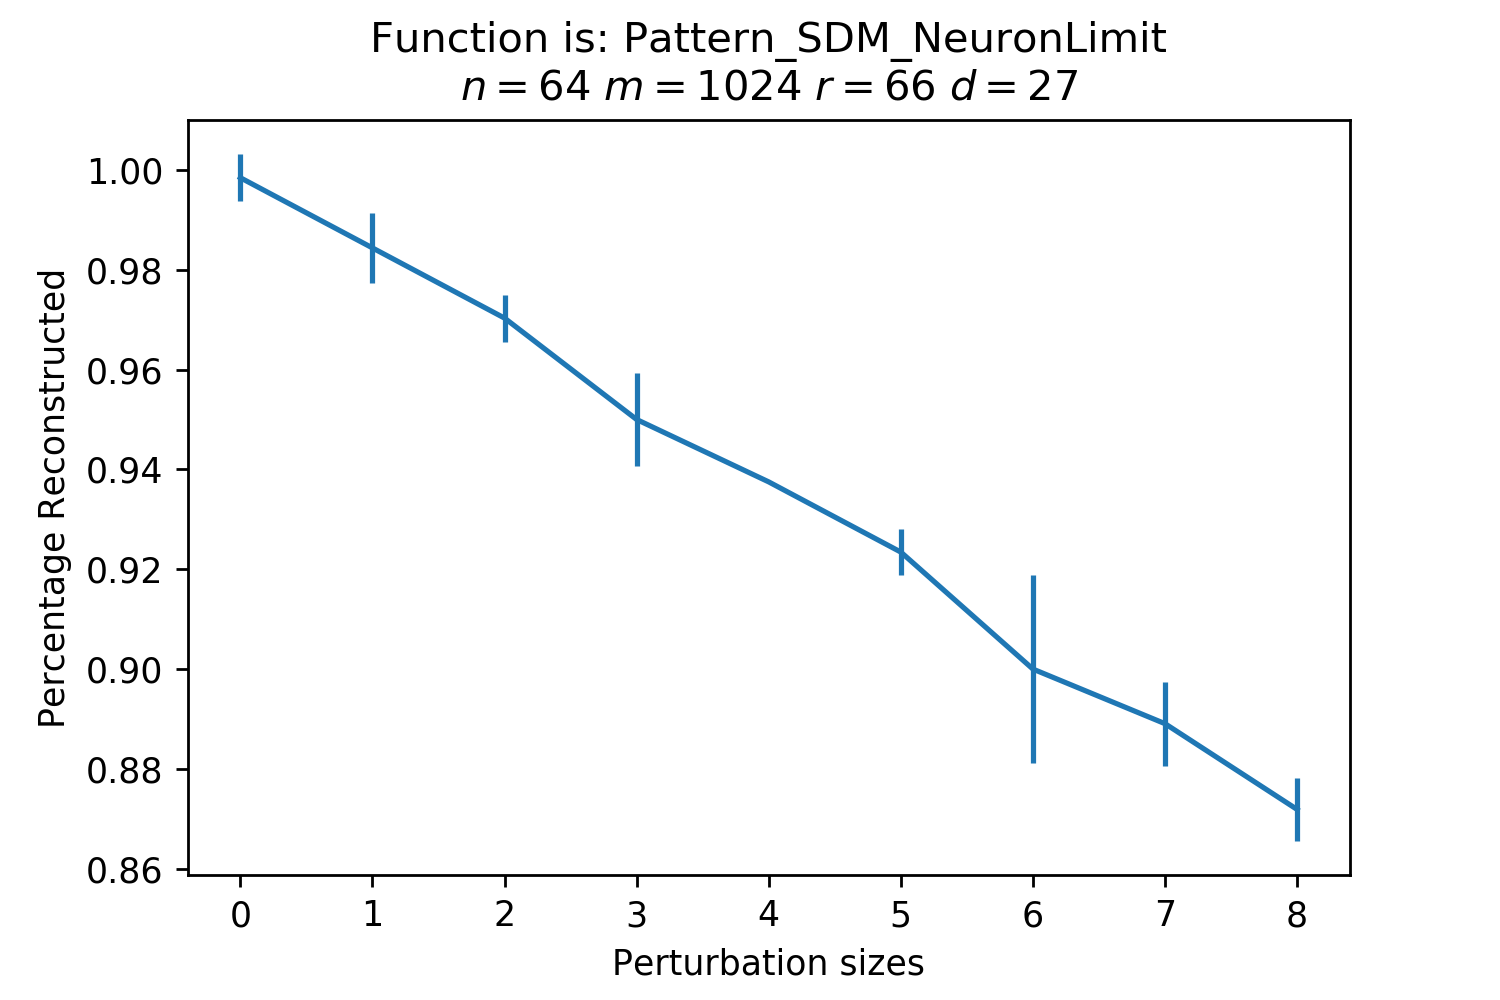 Function is: Pattern_SDM_NeuronLimit
n = 64 m = 1024 r = 66 d = 27
1.00
0.98
0.96
0.94
0.92
0.90
0.88
0.86
Percentage Reconstructed
0 1 2 3 4 5 6 7 8
Perturbation sizes